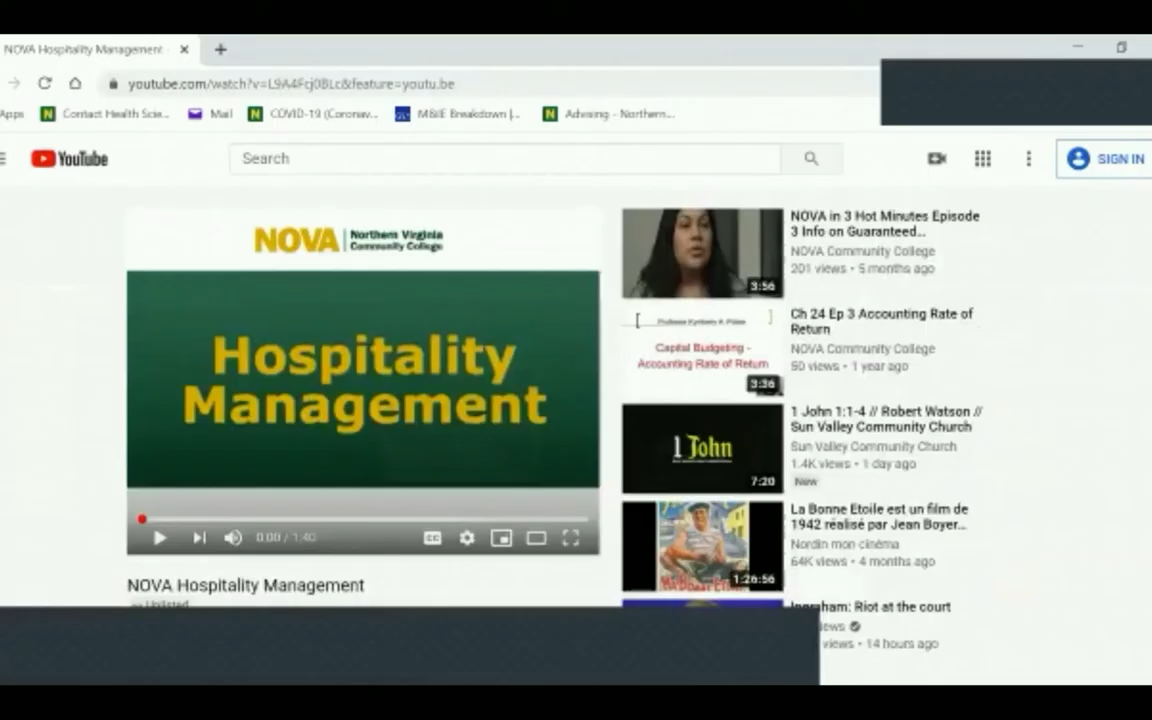 NOVA Hospitality Management
youtube.com/watch?v=L9A4Fcj0BLc&feature=youtu.be
Apps
Contact Health Scie...
Mail
COVID-19 (Coronav...
M&IE Breakdown |...
Advising - Northern...
YouTube
Search
SIGN IN
NOVA
Northern Virginia
Community College
Hospitality
Management
0:00 / 1:40
NOVA Hospitality Management
Unlisted
3:56
NOVA in 3 Hot Minutes Episode
3 Info on Guaranteed...
NOVA Community College
201 views • 5 months ago
Capital Budgeting -
Accounting Rate of Return
3:36
Ch 24 Ep 3 Accounting Rate of
Return
NOVA Community College
50 views • 1 year ago
1 John
7:20
1 John 1:1-4 // Robert Watson //
Sun Valley Community Church
Sun Valley Community Church
1.4K views • 1 day ago
New
1:26:56
La Bonne Etoile est un film de
1942 réalisé par Jean Boyer...
Nordin mon cinéma
64K views • 4 months ago
Ingraham: Riot at the court
views • 14 hours ago